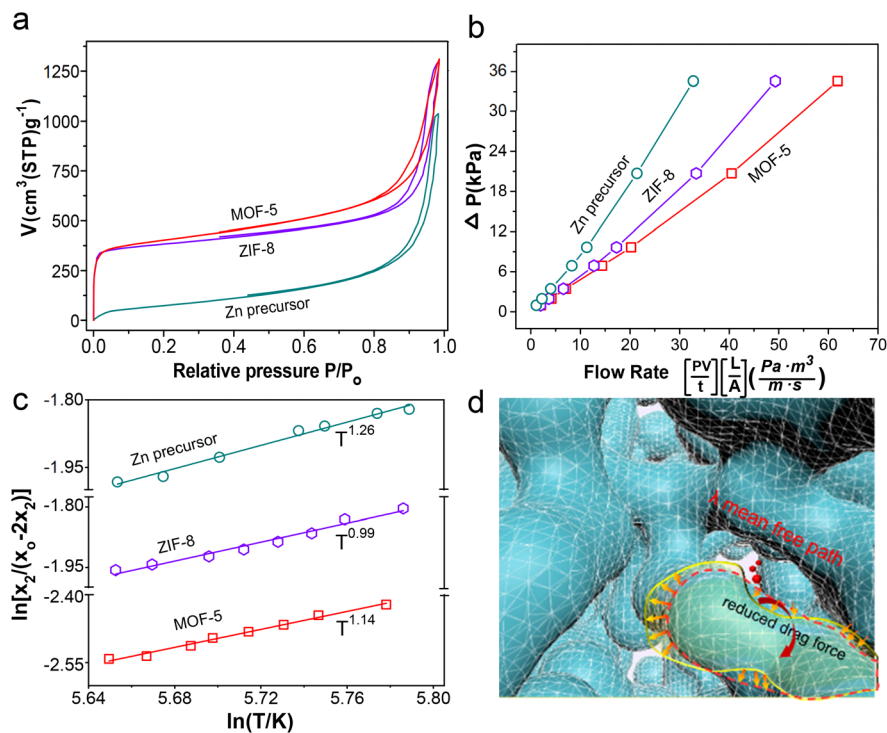 a
V(cm³(STP)g⁻¹)
1250
1000
750
500
250
0
MOF-5
ZIF-8
Zn precursor
0.0 0.2 0.4 0.6 0.8 1.0
Relative pressure P/Po
b
Δ P(kPa)
36
30
24
18
12
6
0
Zn precursor
ZIF-8
MOF-5
0 10 20 30 40 50 60 70
Flow Rate [PV/t][L/A](Pa·m³/m·s)
c
ln[x₂/(xₒ-2x₂)]
-1.80
-1.95
-1.80
-1.95
-2.40
-2.55
Zn precursor
T^1.26
ZIF-8
T^0.99
MOF-5
T^1.14
5.64 5.68 5.72 5.76 5.80
ln(T/K)
d
λ mean free path
reduced drag force